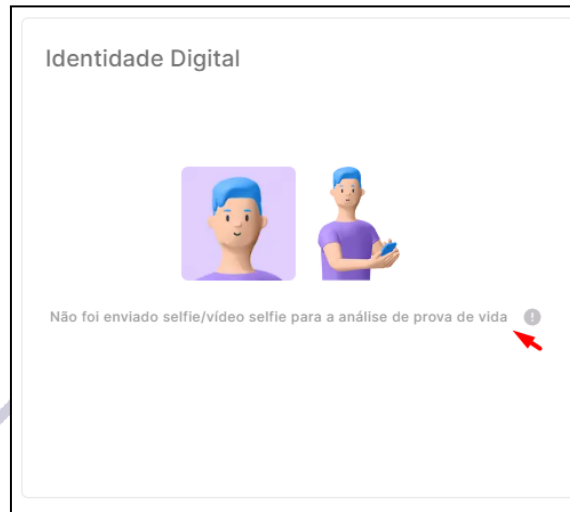 Identidade Digital
Não foi enviado selfie/vídeo selfie para a análise de prova de vida